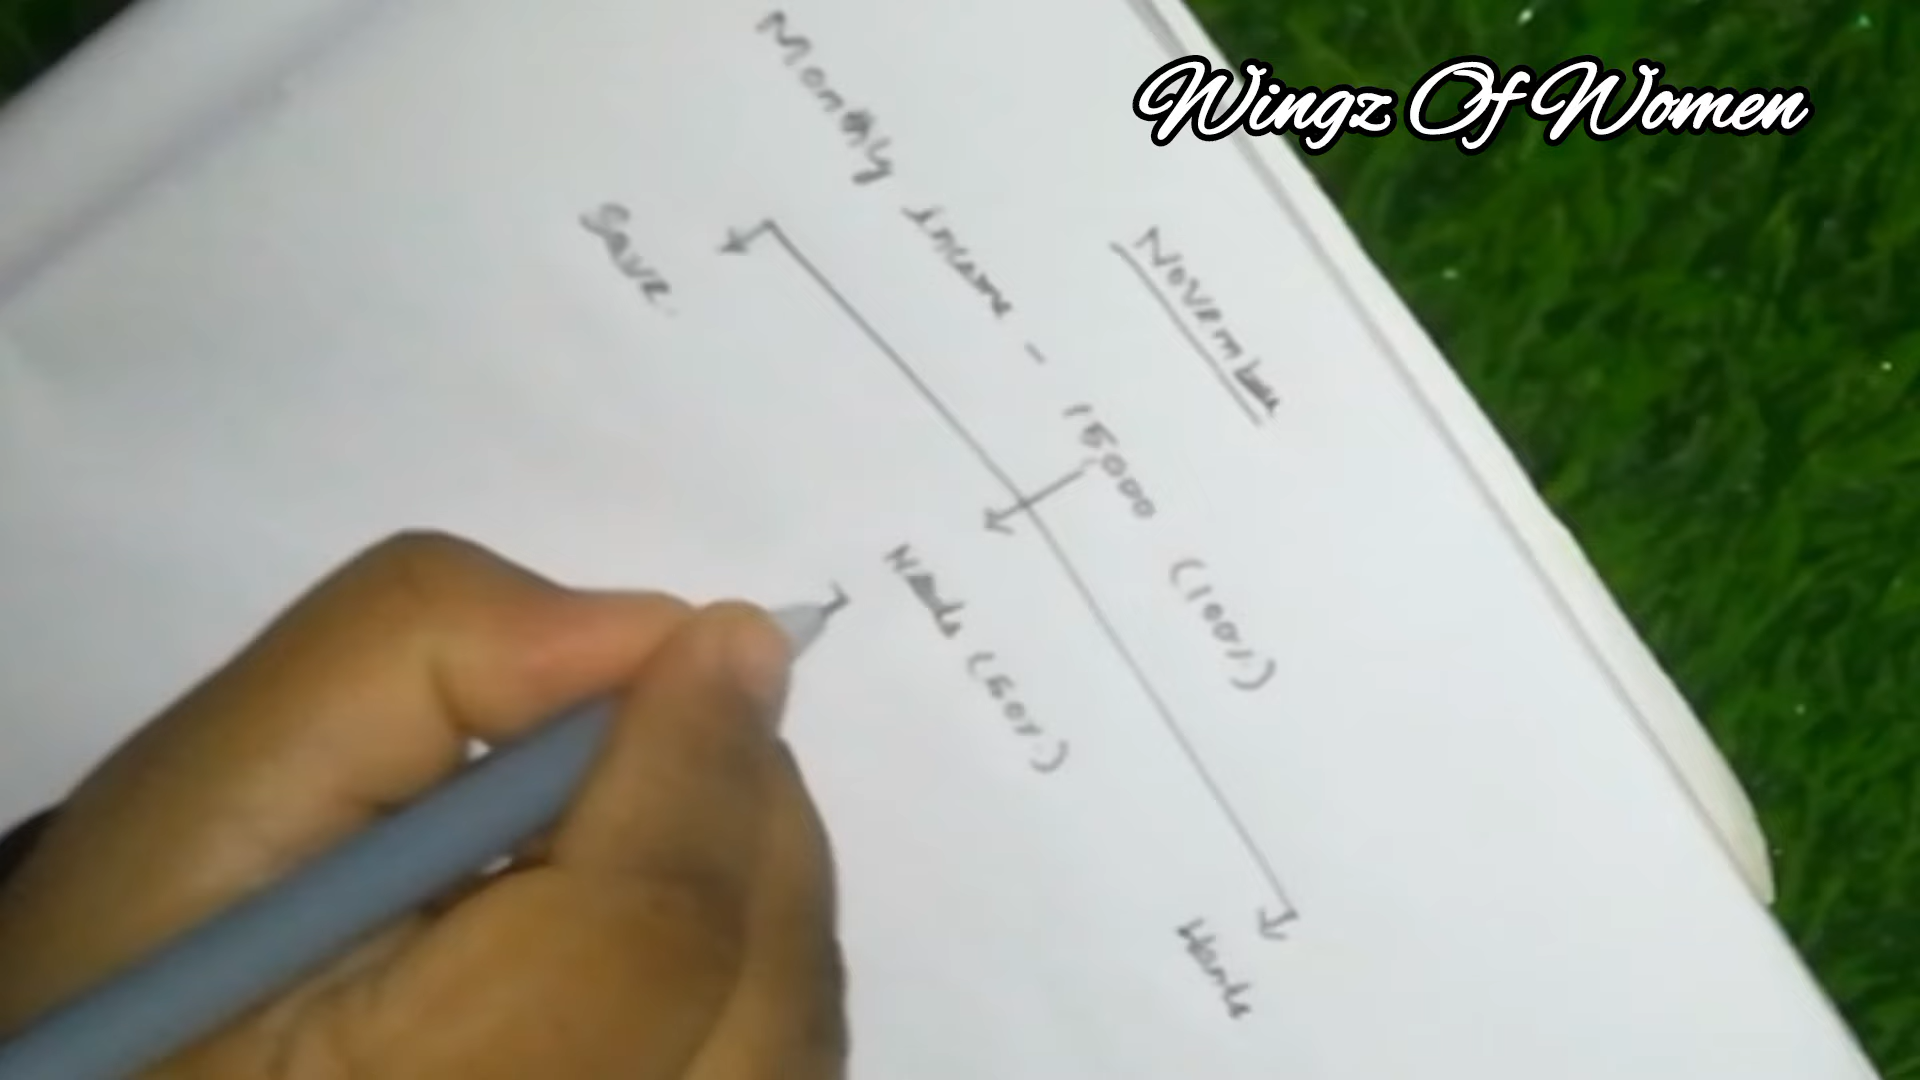 Wingz Of Women
November
Monthly income - 15000 (100%)
Save
Needs (50%)
Wants